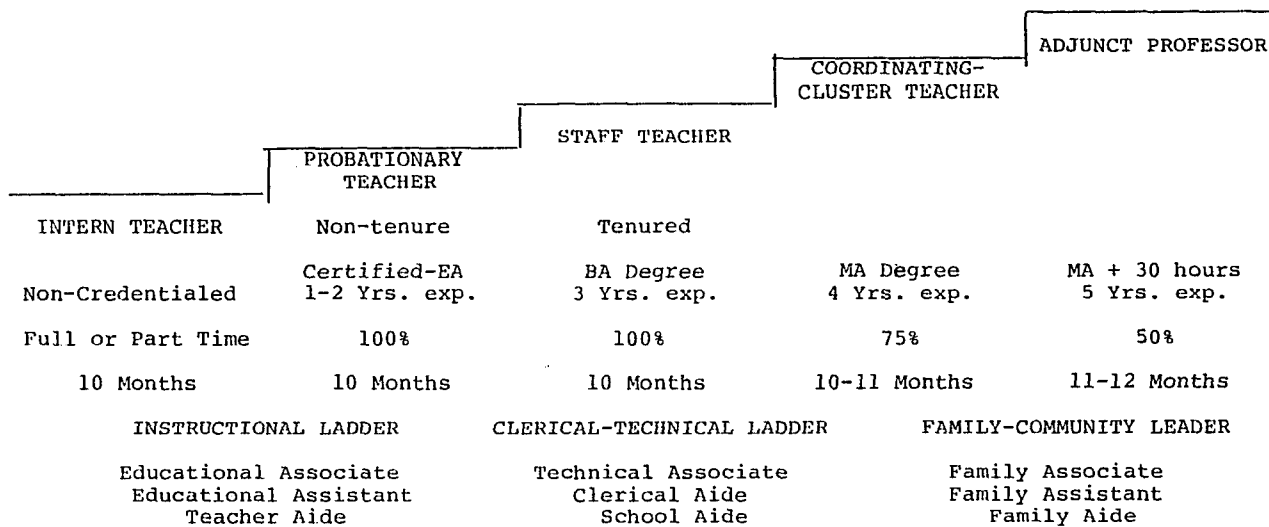 ADJUNCT PROFESSOR
COORDINATING-
CLUSTER TEACHER
STAFF TEACHER
PROBATIONARY
TEACHER
INTERN TEACHER Non-tenure Tenured
Certified-EA BA Degree MA Degree MA + 30 hours
Non-Credentialed 1-2 Yrs. exp. 3 Yrs. exp. 4 Yrs. exp. 5 Yrs. exp.
Full or Part Time 100% 100% 75% 50%
10 Months 10 Months 10 Months 10-11 Months 11-12 Months
INSTRUCTIONAL LADDER CLERICAL-TECHNICAL LADDER FAMILY-COMMUNITY LEADER
Educational Associate Technical Associate Family Associate
Educational Assistant Clerical Aide Family Assistant
Teacher Aide School Aide Family Aide